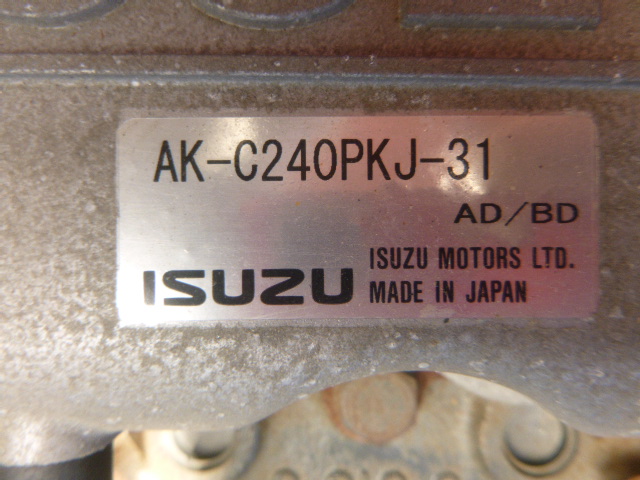 AK-C240PKJ-31
AD/BD
ISUZU
ISUZU MOTORS LTD.
MADE IN JAPAN